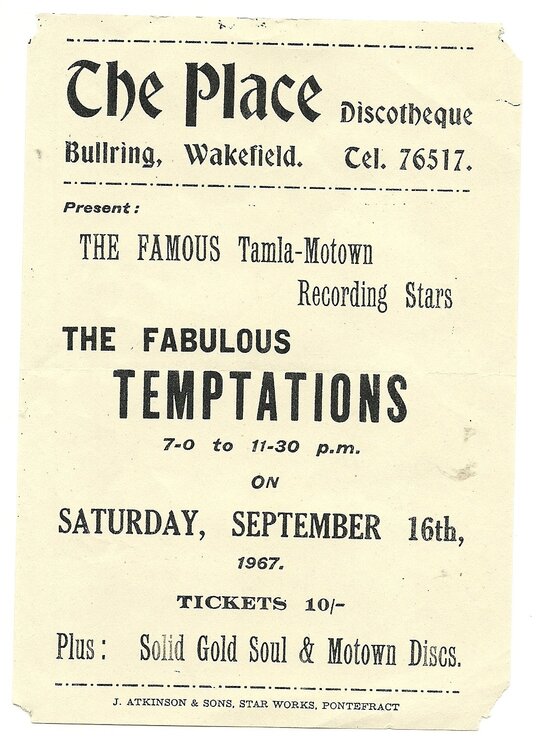 The Place Discotheque
Bullring, Wakefield. Tel. 76517.
Present:
THE FAMOUS Tamla-Motown
Recording Stars
THE FABULOUS
TEMPTATIONS
7-0 to 11-30 p.m.
ON
SATURDAY, SEPTEMBER 16th,
1967.
TICKETS 10/-
Plus: Solid Gold Soul & Motown Discs.
J. ATKINSON & SONS, STAR WORKS, PONTEFRACT